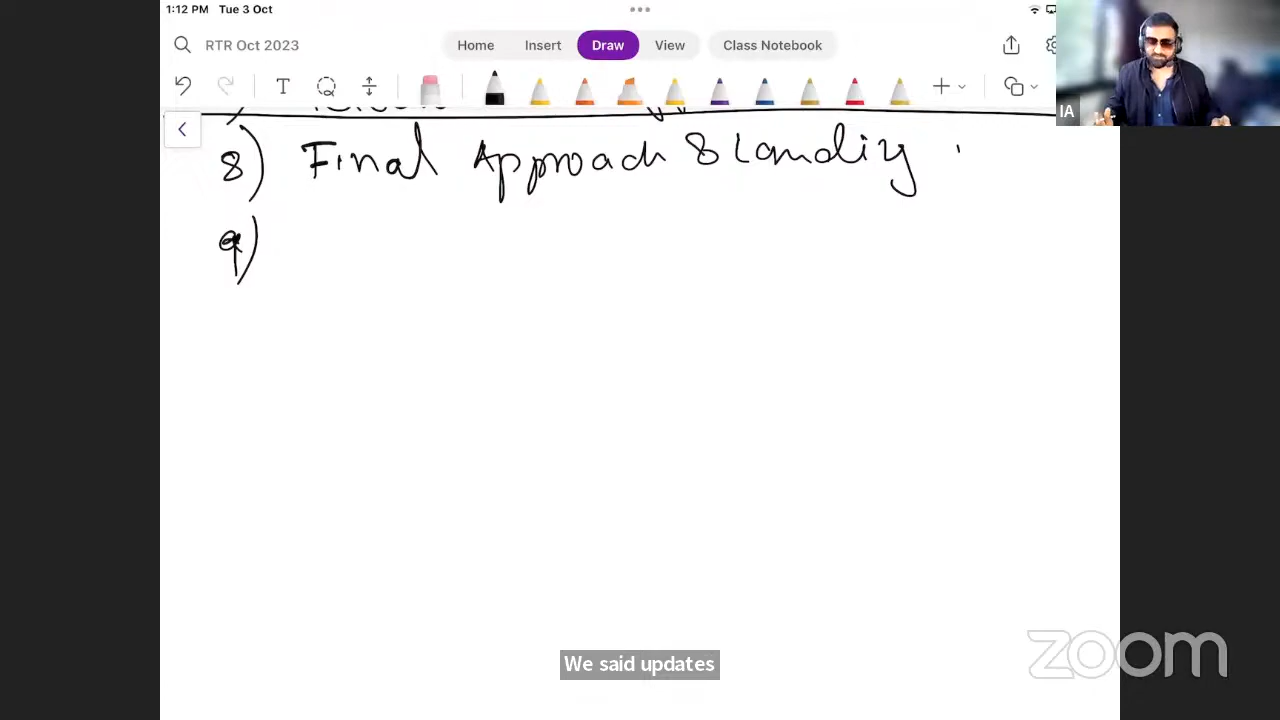 1:12 PM Tue 3 Oct
RTR Oct 2023
Home Insert Draw View Class Notebook
T
IA
8) Final Approach & Landing
9)
We said updates
zoom